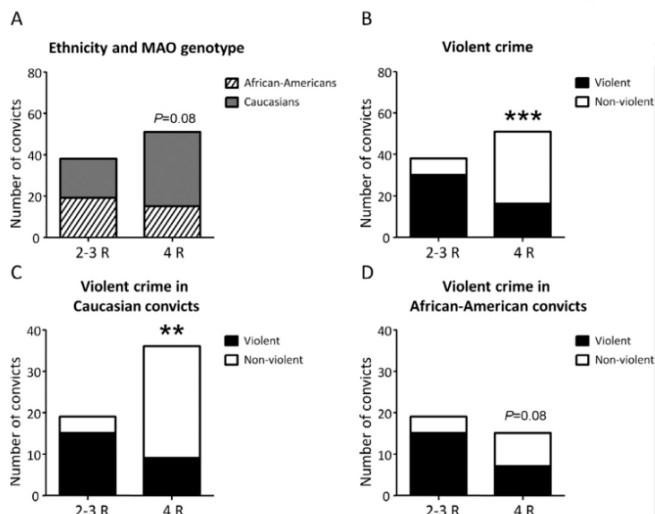 A
Ethnicity and MAO genotype
Number of convicts
80
60
40
20
0
P=0.08
2-3 R
4 R
African-Americans
Caucasians
B
Violent crime
Number of convicts
80
60
40
20
0
***
2-3 R
4 R
Violent
Non-violent
C
Violent crime in
Caucasian convicts
Number of convicts
40
30
20
10
0
**
2-3 R
4 R
Violent
Non-violent
D
Violent crime in
African-American convicts
Number of convicts
40
30
20
10
0
P=0.08
2-3 R
4 R
Violent
Non-violent